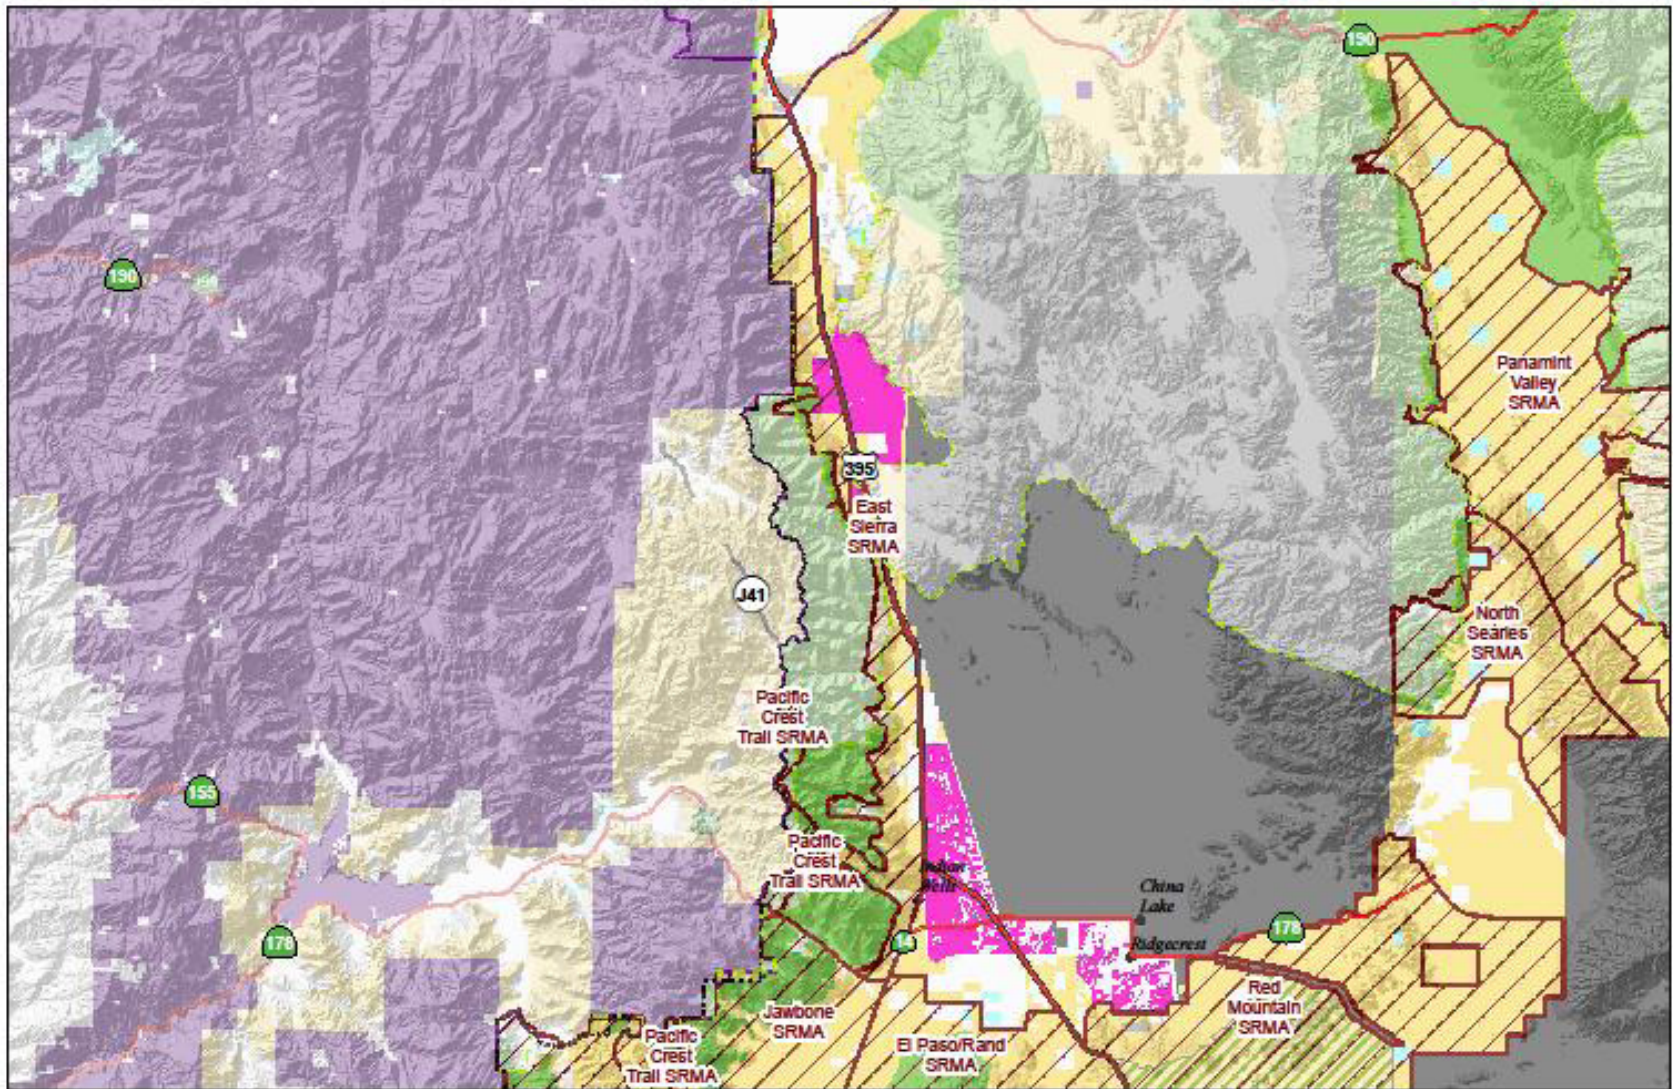 190
190
Panamint
Valley
SRMA
395
East
Sierra
SRMA
J41
North
Searles
SRMA
Pacific
Crest
Trail SRMA
155
Pacific
Crest
Trail SRMA
Indian
Wells
China
Lake
178
178
14
Ridgecrest
Red
Mountain
SRMA
Jawbone
SRMA
Pacific
Crest
Trail SRMA
El Paso/Rand
SRMA